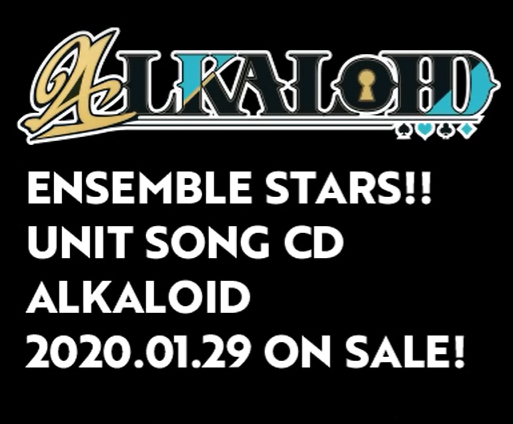 ALKALOID
ENSEMBLE STARS!!
UNIT SONG CD
ALKALOID
2020.01.29 ON SALE!